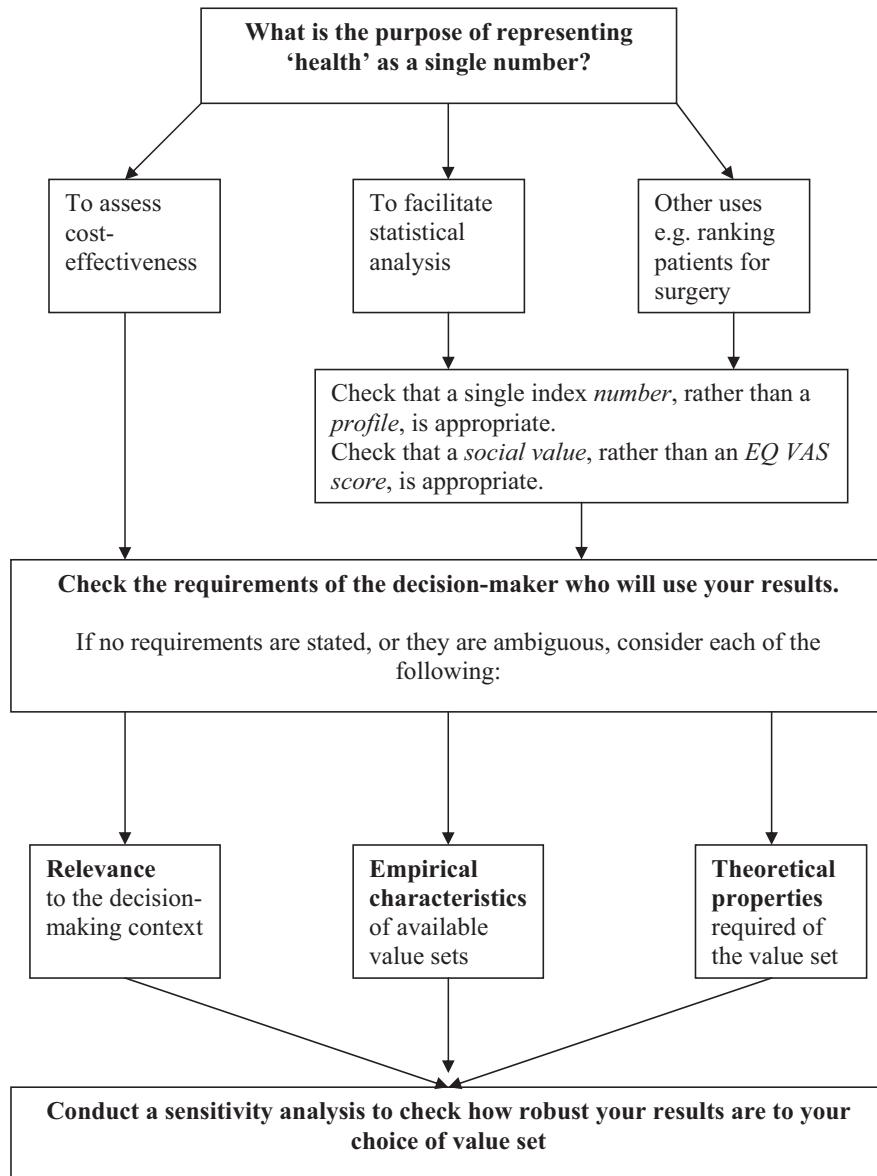 What is the purpose of representing
‘health’ as a single number?
To assess
cost-
effectiveness
To facilitate
statistical
analysis
Other uses
e.g. ranking
patients for
surgery
Check that a single index number, rather than a
profile, is appropriate.
Check that a social value, rather than an EQ VAS
score, is appropriate.
Check the requirements of the decision-maker who will use your results.
If no requirements are stated, or they are ambiguous, consider each of the
following:
Relevance
to the decision-
making context
Empirical
characteristics
of available
value sets
Theoretical
properties
required of
the value set
Conduct a sensitivity analysis to check how robust your results are to your
choice of value set